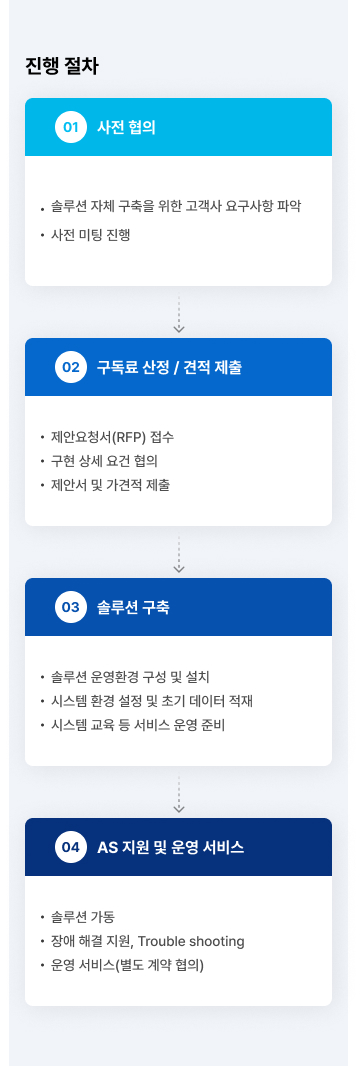 진행 절차
01 사전 협의
• 솔루션 자체 구축을 위한 고객사 요구사항 파악
• 사전 미팅 진행
02 구독료 산정 / 견적 제출
• 제안요청서(RFP) 접수
• 구현 상세 요건 협의
• 제안서 및 가견적 제출
03 솔루션 구축
• 솔루션 운영환경 구성 및 설치
• 시스템 환경 설정 및 초기 데이터 적재
• 시스템 교육 등 서비스 운영 준비
04 AS 지원 및 운영 서비스
• 솔루션 가동
• 장애 해결 지원, Trouble shooting
• 운영 서비스(별도 계약 협의)